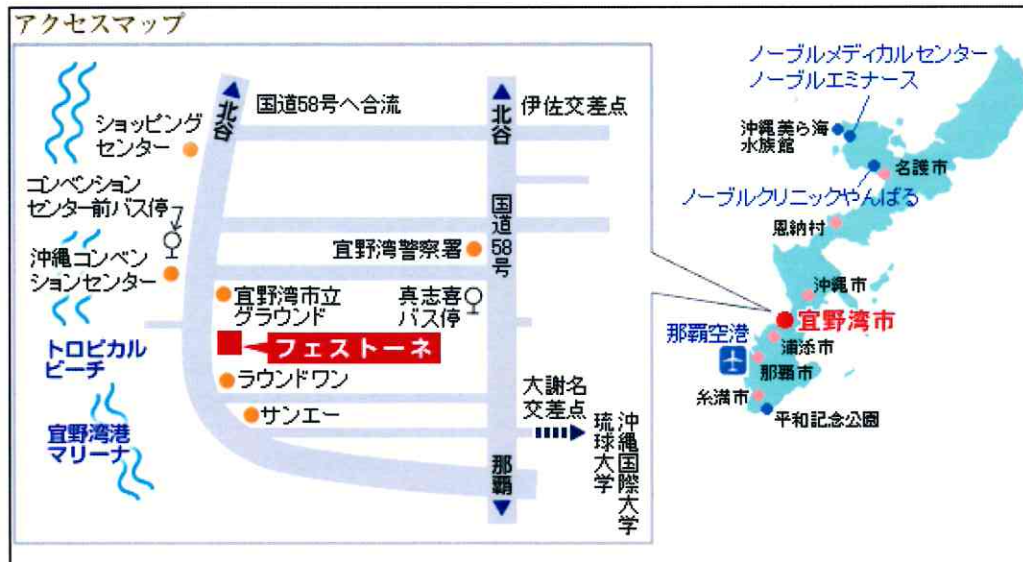 アクセスマップ
北谷
国道58号へ合流
北谷
伊佐交差点
ショッピング
センター
コンベンション
センター前バス停
国道58号
宜野湾警察署
沖縄コンベン
ションセンター
宜野湾市立
グラウンド
真志喜
バス停
フェストーネ
トロピカル
ビーチ
ラウンドワン
サンエー
大謝名
交差点
宜野湾港
マリーナ
那覇
琉球大学
沖縄国際大学
ノーブルメディカルセンター
ノーブルエミナース
沖縄美ら海
水族館
名護市
ノーブルクリニックやんばる
恩納村
沖縄市
宜野湾市
那覇空港
浦添市
那覇市
糸満市
平和記念公園